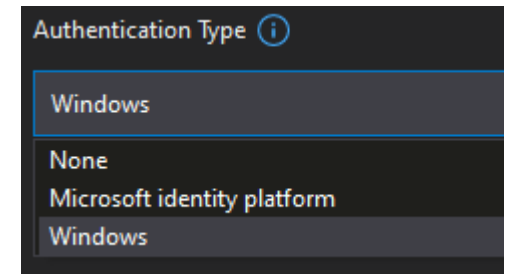 Authentication Type
Windows
None
Microsoft identity platform
Windows